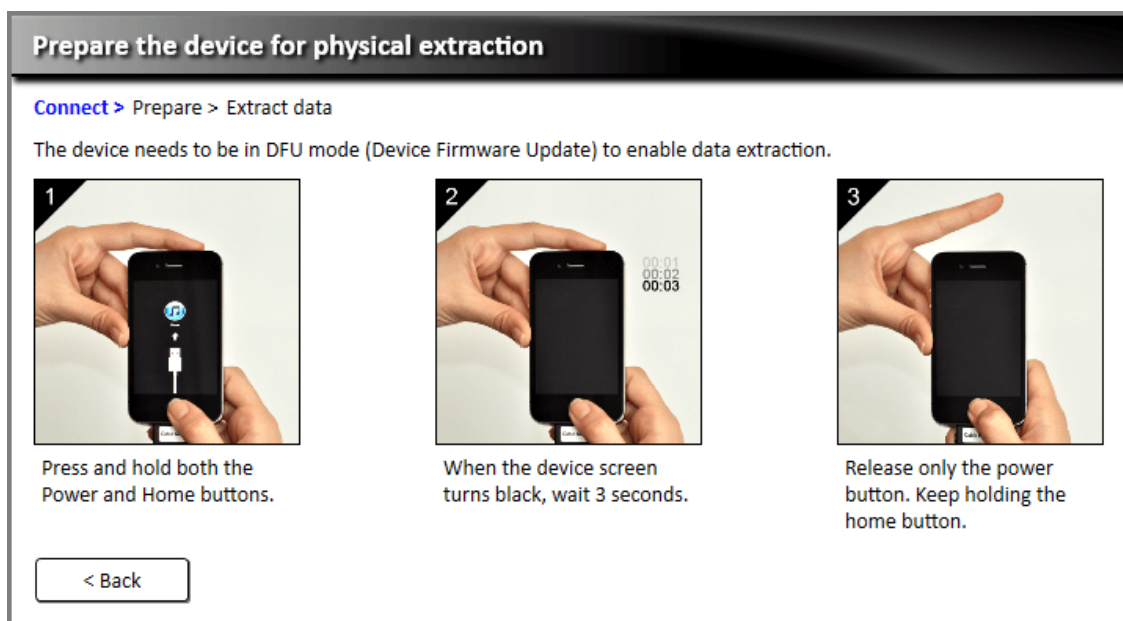 Prepare the device for physical extraction
Connect > Prepare > Extract data
The device needs to be in DFU mode (Device Firmware Update) to enable data extraction.
1
2
3
00:01
00:02
00:03
Press and hold both the
Power and Home buttons.
When the device screen
turns black, wait 3 seconds.
Release only the power
button. Keep holding the
home button.
< Back